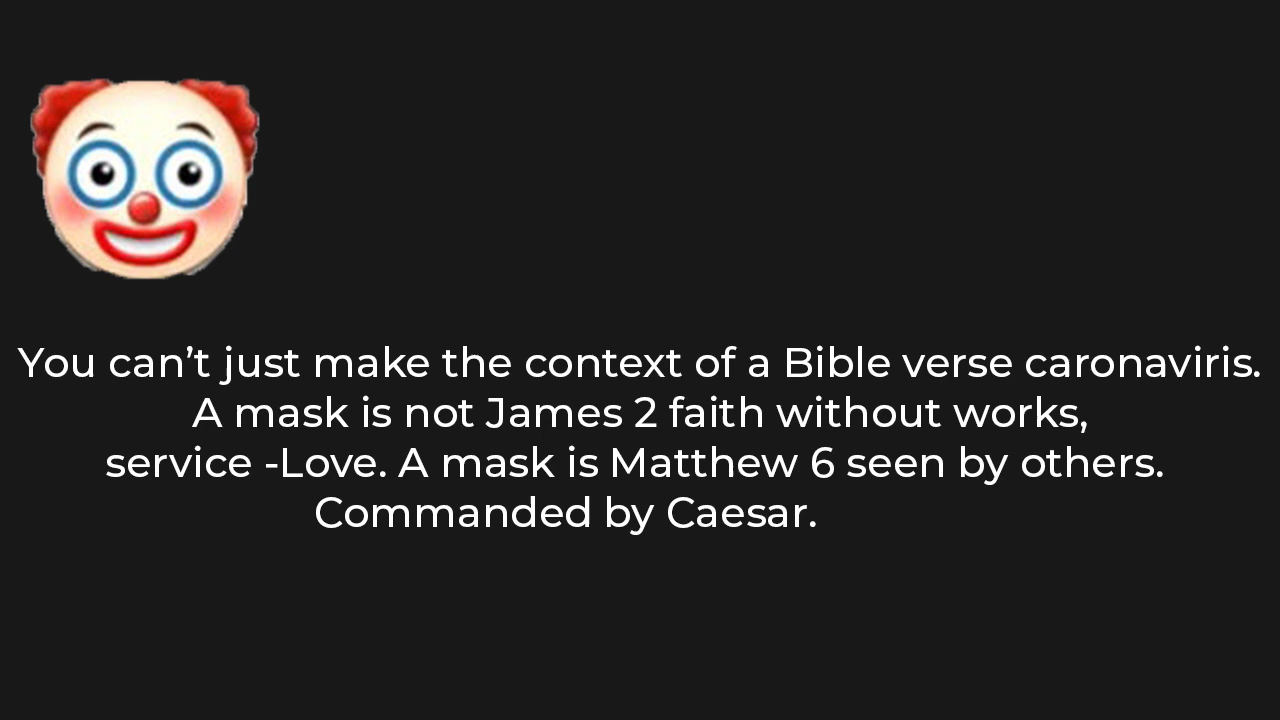 You can’t just make the context of a Bible verse caronaviris.
A mask is not James 2 faith without works,
service -Love. A mask is Matthew 6 seen by others.
Commanded by Caesar.